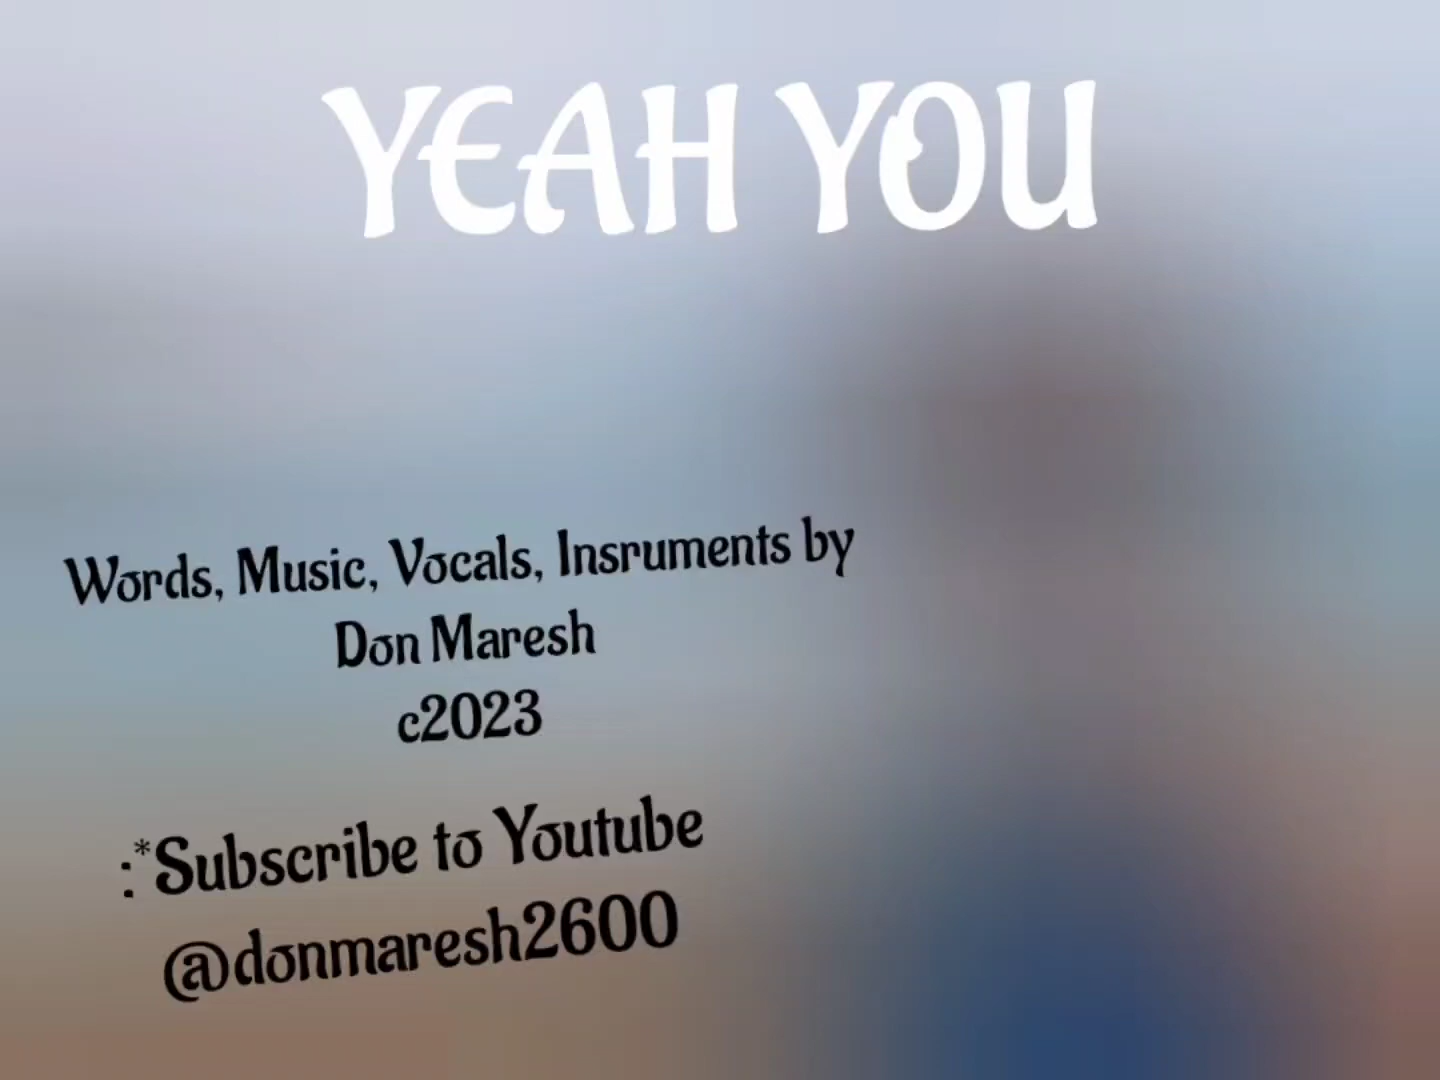 YEAH YOU
Words, Music, Vocals, Insruments by
Don Maresh
c2023
:*Subscribe to Youtube
@donmaresh2600